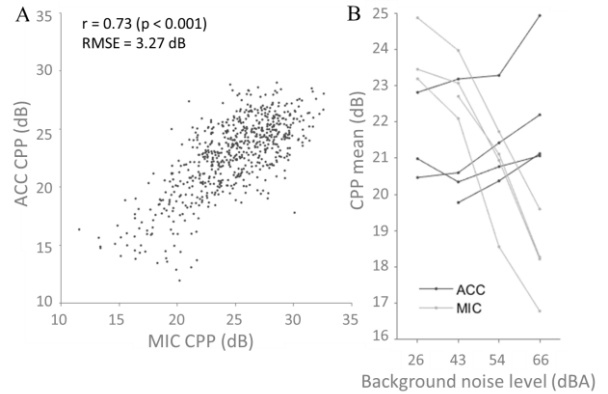 A
r = 0.73 (p < 0.001)
RMSE = 3.27 dB
ACC CPP (dB)
35
30
25
20
15
10
10 15 20 25 30 35
MIC CPP (dB)
B
CPP mean (dB)
25
24
23
22
21
20
19
18
17
16
ACC
MIC
26 43 54 66
Background noise level (dBA)